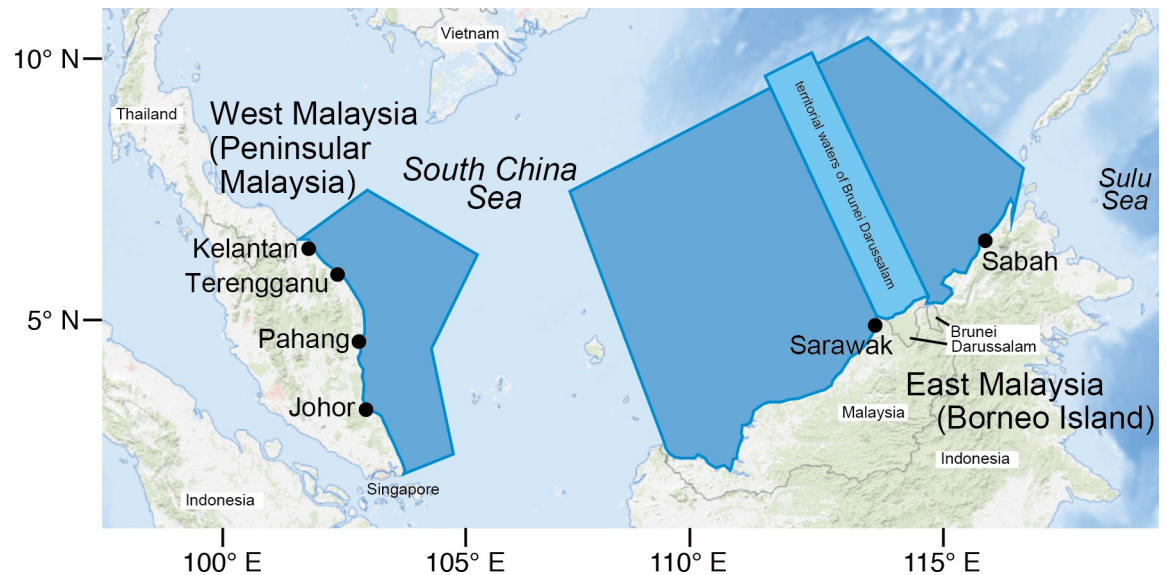 10° N
5° N
Vietnam
Thailand
West Malaysia
(Peninsular
Malaysia)
South China
Sea
territorial waters of Brunei Darussalam
Sulu
Sea
Kelantan
Terengganu
Pahang
Johor
Sabah
Sarawak
Brunei
Darussalam
East Malaysia
(Borneo Island)
Malaysia
Indonesia
Singapore
Indonesia
100° E
105° E
110° E
115° E